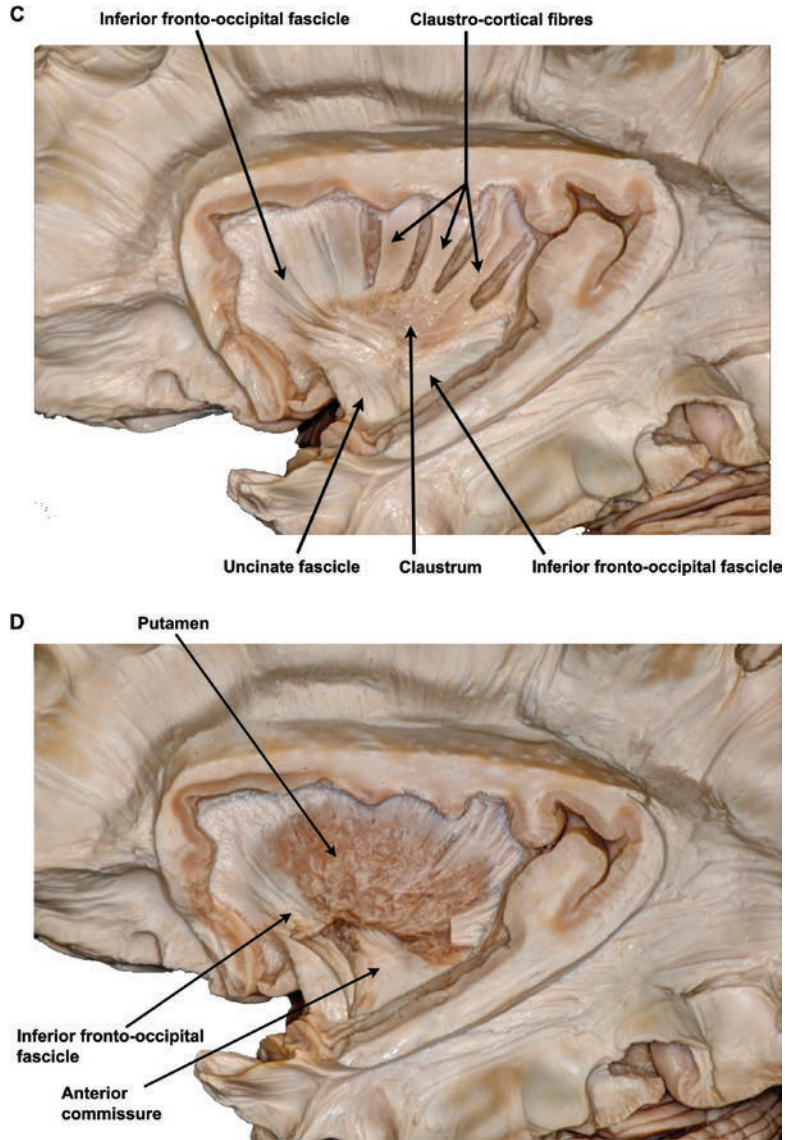 C
Inferior fronto-occipital fascicle
Claustro-cortical fibres
Uncinate fascicle
Claustrum
Inferior fronto-occipital fascicle
D
Putamen
Inferior fronto-occipital
fascicle
Anterior
commissure